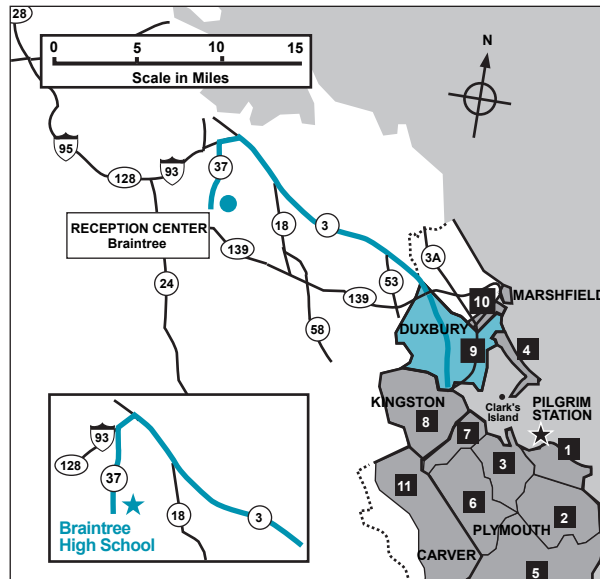 28
0 5 10 15
Scale in Miles
N
95
128
93
37
RECEPTION CENTER
Braintree
139
18
3
3A
24
53
139
58
10
MARSHFIELD
DUXBURY
9
4
KINGSTON
Clark's
Island
PILGRIM
STATION
8
7
1
3
11
6
2
PLYMOUTH
CARVER
5
93
128
37
18
3
Braintree
High School